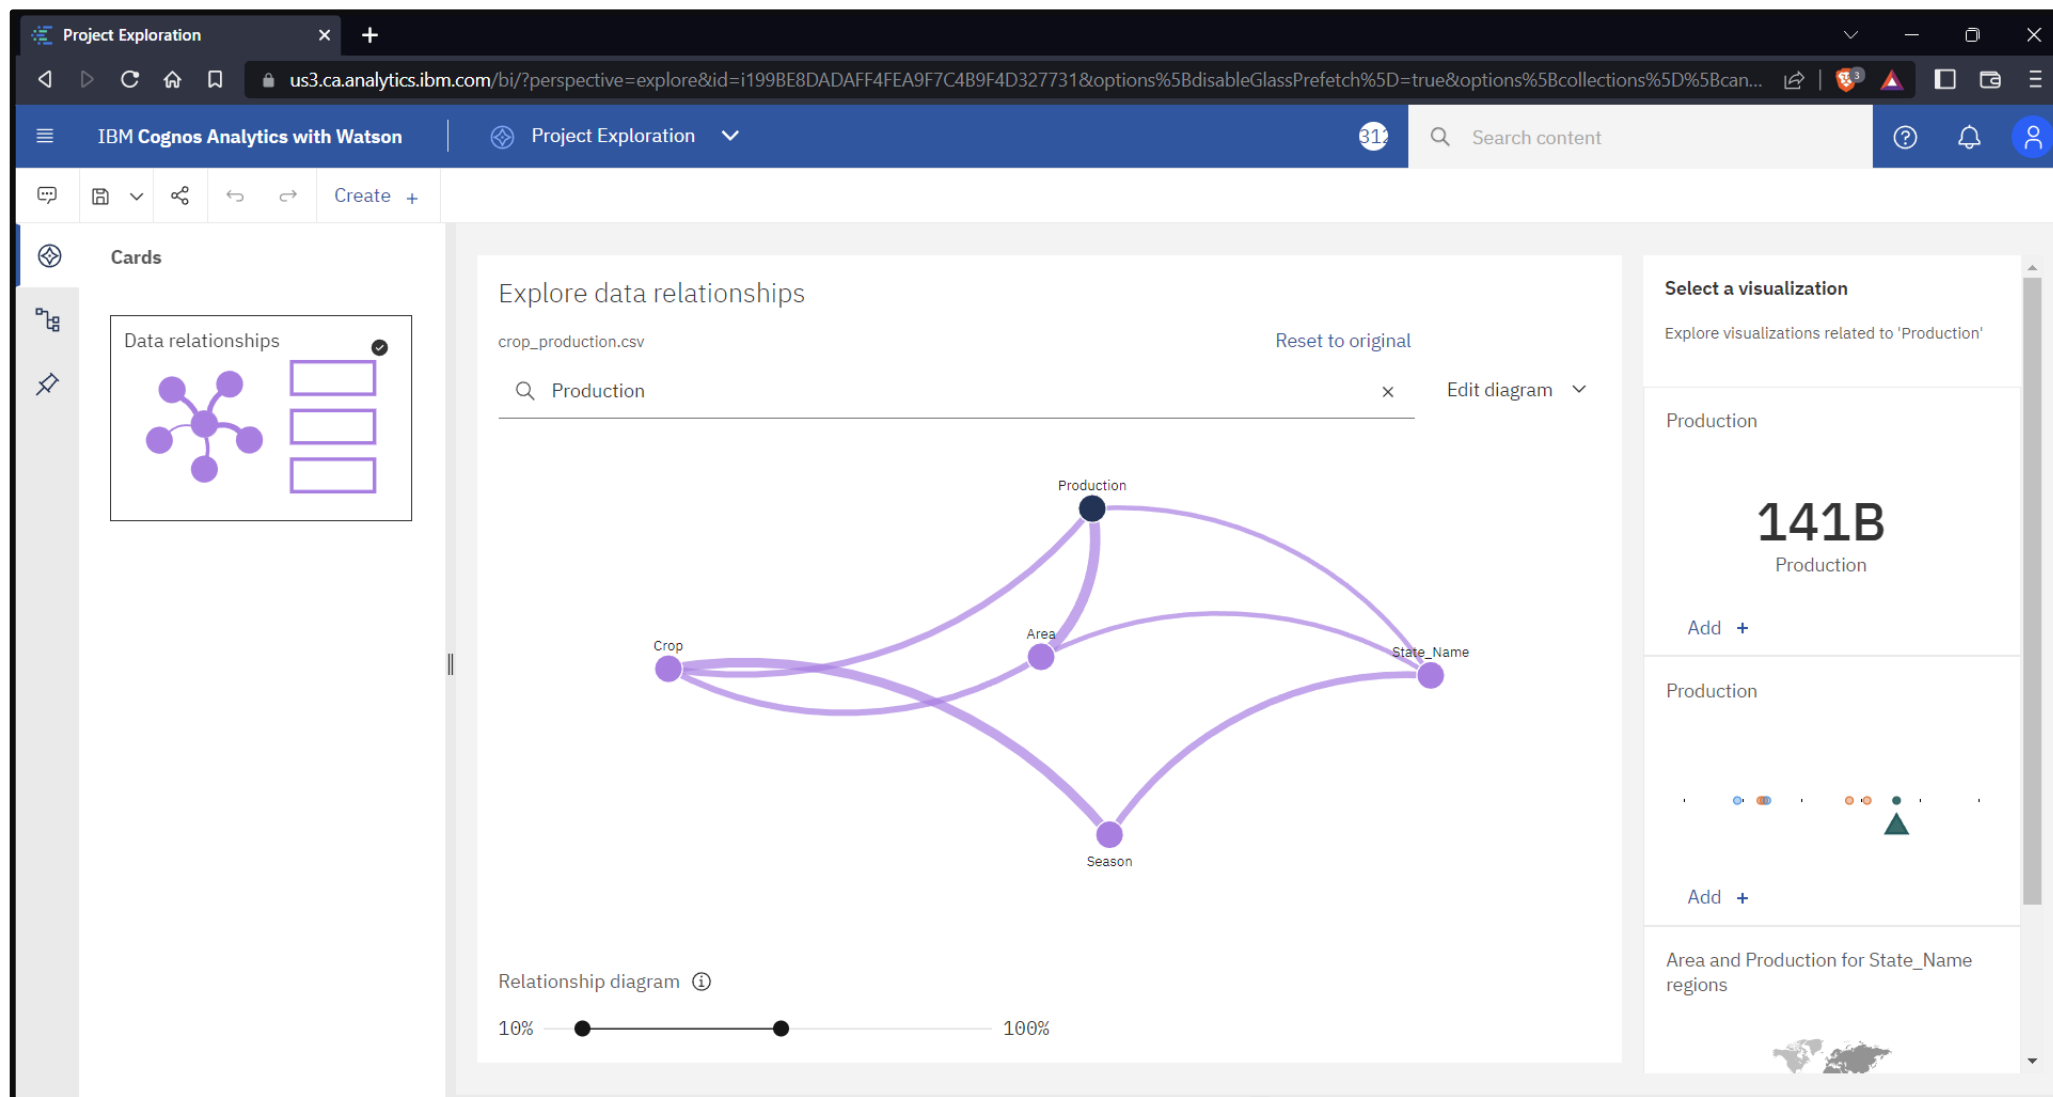 Project Exploration
us3.ca.analytics.ibm.com/bi/?perspective=explore&id=i199BE8DADAFF4FEA9F7C4B9F4D327731&options%5BdisableGlassPrefetch%5D=true&options%5Bcollections%5D%5Bcan...
3
IBM Cognos Analytics with Watson
Project Exploration
312
Search content
Create +
Cards
Data relationships
Explore data relationships
crop_production.csv
Reset to original
Production
Edit diagram
Production
Crop
Area
State_Name
Season
Relationship diagram
10%
100%
Select a visualization
Explore visualizations related to 'Production'
Production
141B
Production
Add +
Production
Add +
Area and Production for State_Name
regions